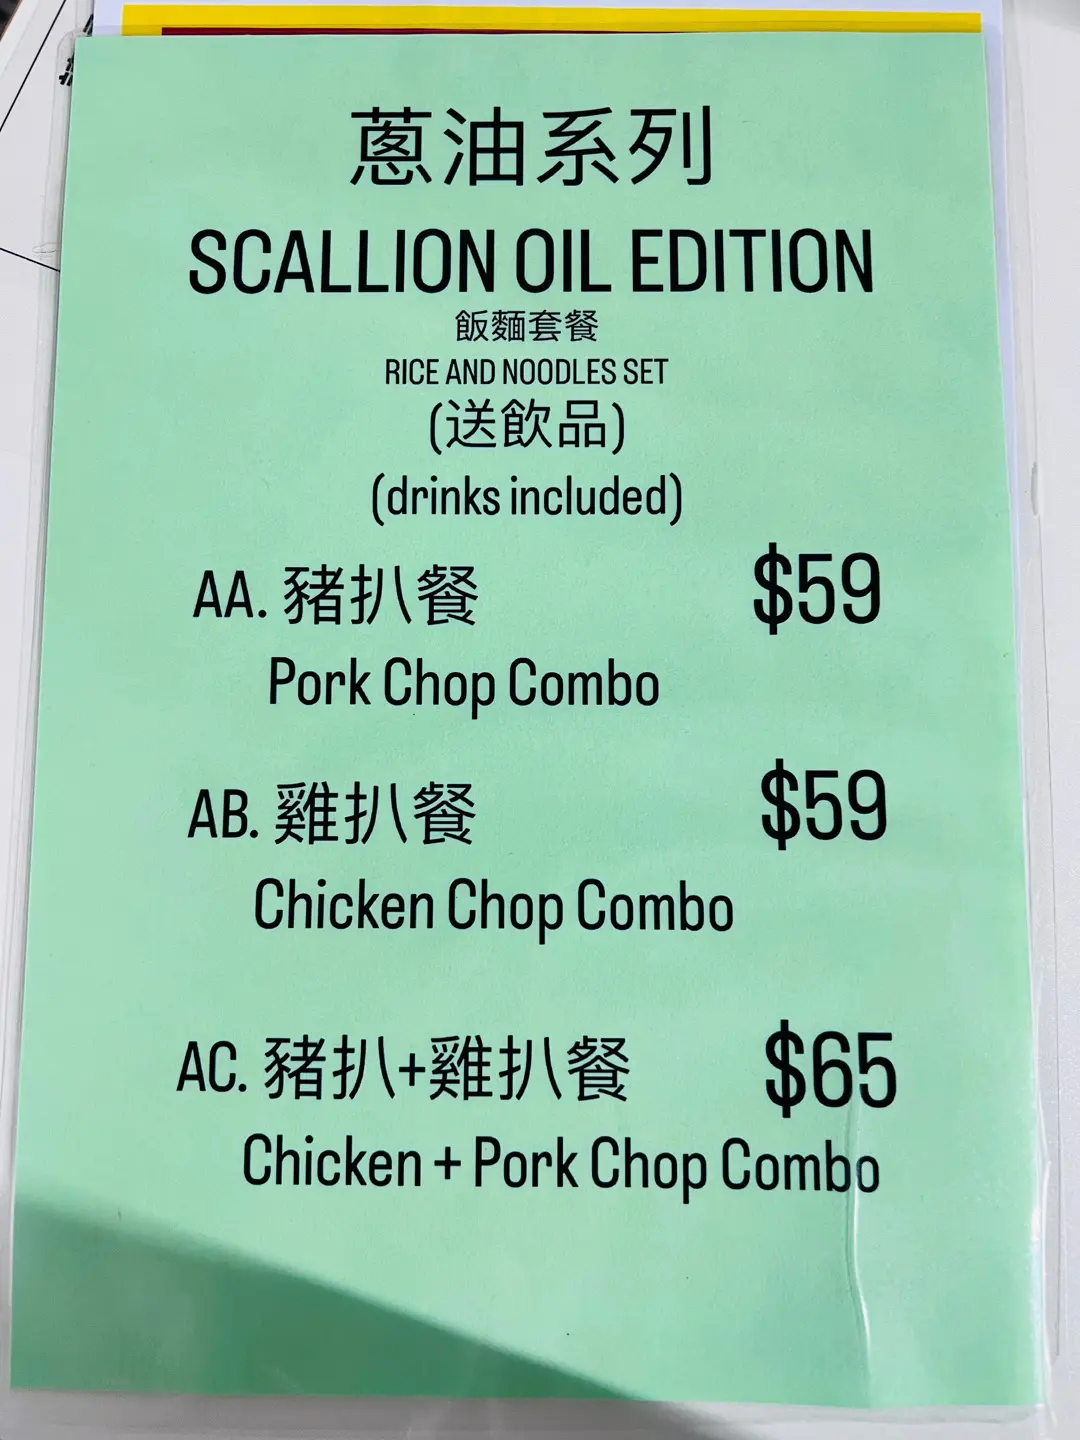 蔥油系列
SCALLION OIL EDITION
飯麵套餐
RICE AND NOODLES SET
(送飲品)
(drinks included)
AA. 豬扒餐 $59
Pork Chop Combo
AB. 雞扒餐 $59
Chicken Chop Combo
AC. 豬扒+雞扒餐 $65
Chicken + Pork Chop Combo